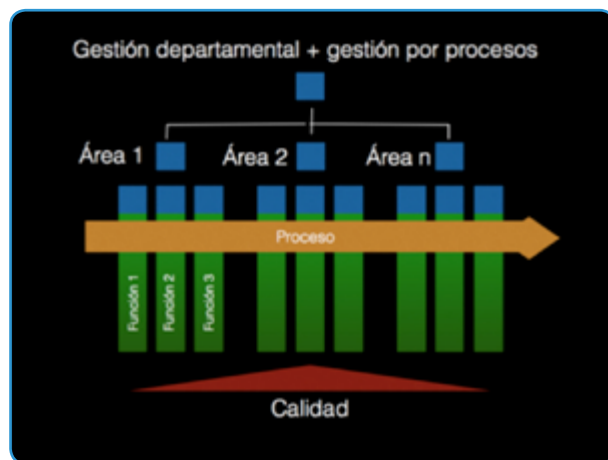 Gestión departamental + gestión por procesos
Área 1
Área 2
Área n
Proceso
Función 1
Función 2
Función 3
Calidad